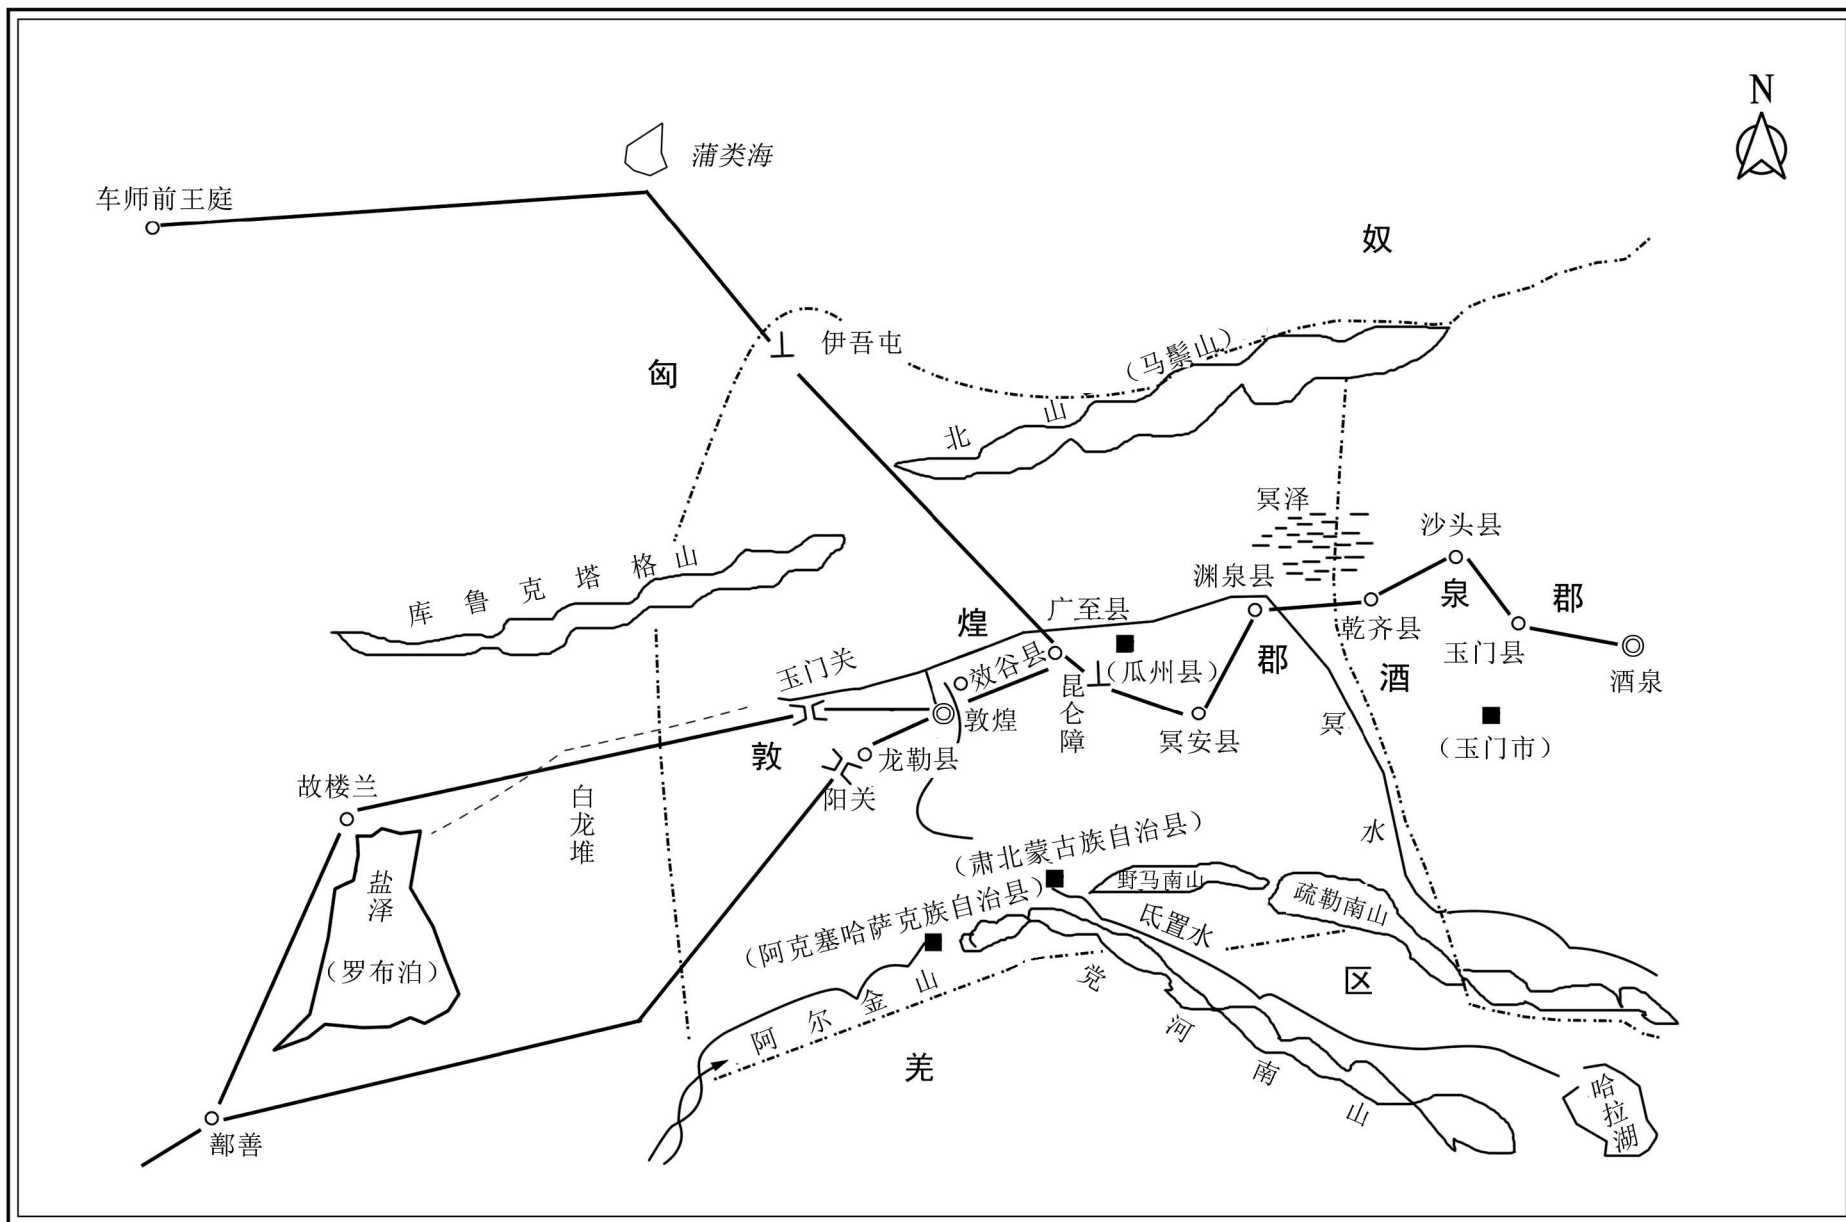 N
蒲类海
车师前王庭
奴
伊吾屯
（马鬃山）
匈
北山
冥泽
沙头县
库鲁克塔格山
渊泉县
泉
郡
广至县
煌
乾齐县
玉门县
郡
玉门关
效谷县
（瓜州县）
酒
酒泉
昆仑障
敦煌
冥安县
冥水
（玉门市）
敦
龙勒县
阳关
故楼兰
白龙堆
（肃北蒙古族自治县）
盐泽
（罗布泊）
野马南山
疏勒南山
（阿克塞哈萨克族自治县）
氐置水
区
阿尔金山
党河南山
羌
哈拉湖
鄯善